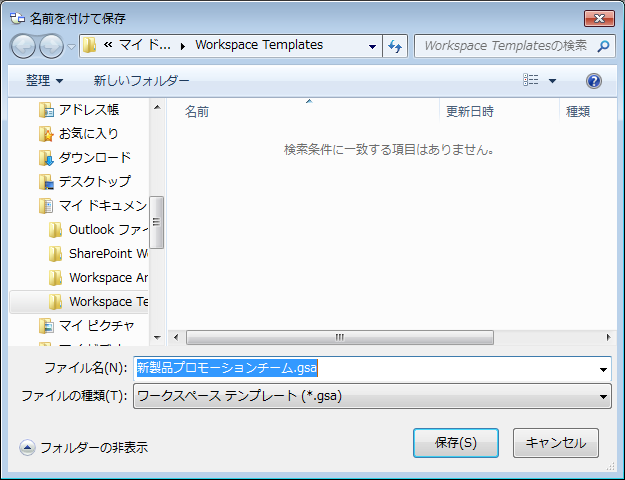 名前を付けて保存
« マイ ド... Workspace Templates
Workspace Templatesの検索
整理 新しいフォルダー
名前 更新日時 種類
検索条件に一致する項目はありません。
アドレス帳
お気に入り
ダウンロード
デスクトップ
マイ ドキュメン
Outlook ファイ
SharePoint W
Workspace Ar
Workspace Te
マイ ピクチャ
ファイル名(N): 新製品プロモーションチーム.gsa
ファイルの種類(T): ワークスペース テンプレート (*.gsa)
フォルダーの非表示 保存(S) キャンセル